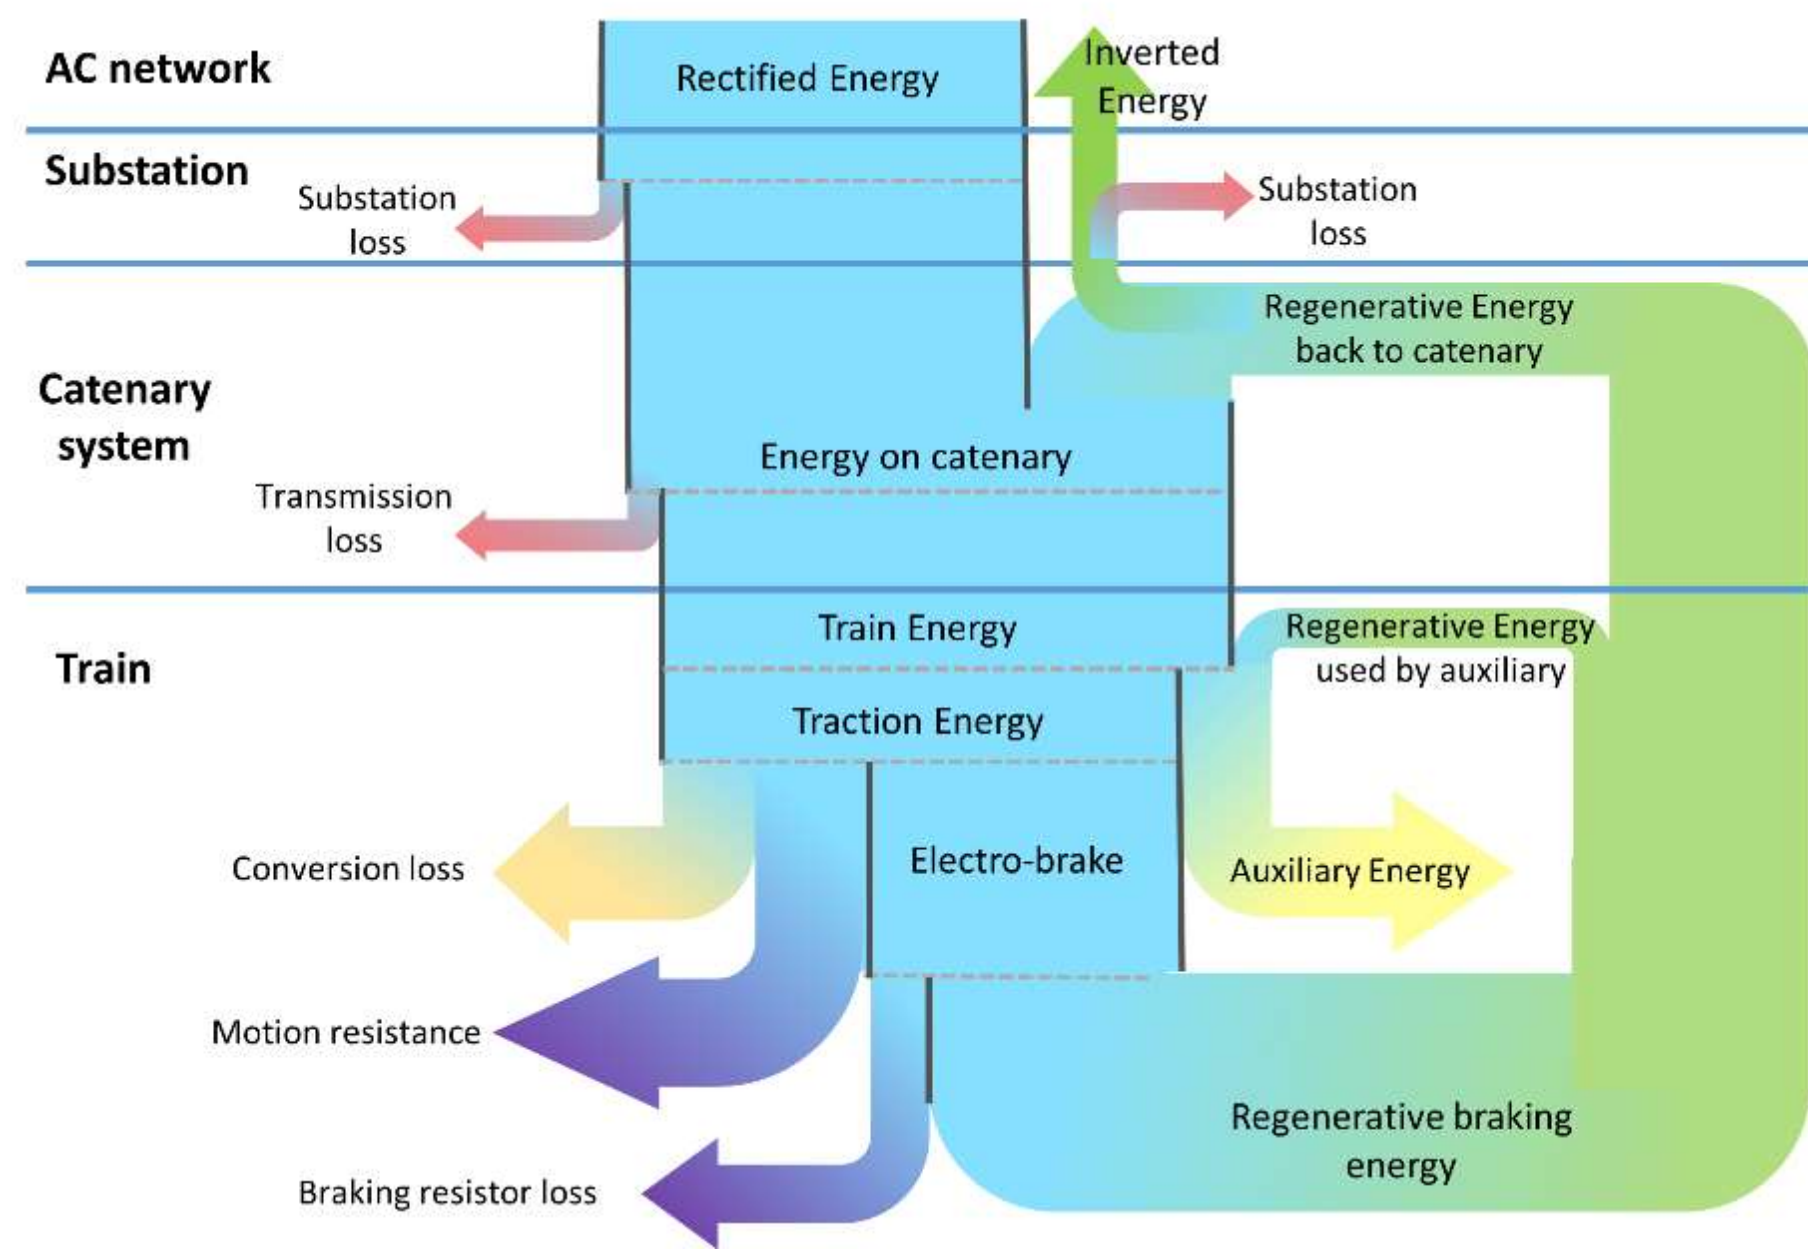 AC network
Rectified Energy
Inverted
Energy
Substation
Substation
loss
Substation
loss
Regenerative Energy
back to catenary
Catenary
system
Energy on catenary
Transmission
loss
Train Energy
Regenerative Energy
used by auxiliary
Train
Traction Energy
Conversion loss
Electro-brake
Auxiliary Energy
Motion resistance
Regenerative braking
energy
Braking resistor loss